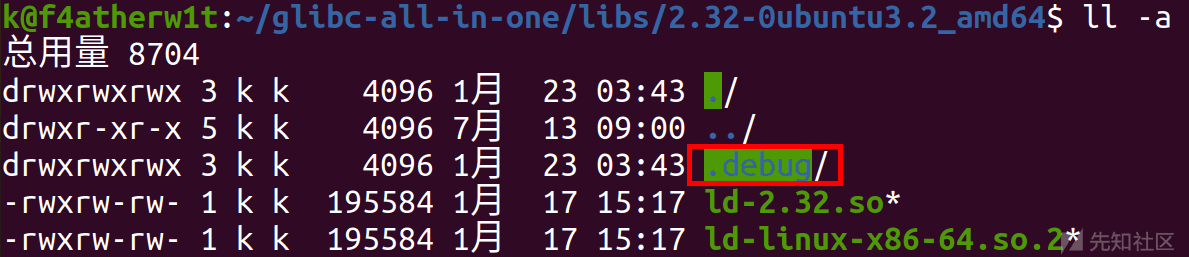 k@f4atherw1t:~/glibc-all-in-one/libs/2.32-0ubuntu3.2_amd64$ ll -a
总用量 8704
drwxrwxrwx 3 k k 4096 1月 23 03:43 ./
drwxr-xr-x 5 k k 4096 7月 13 09:00 ../
drwxrwxrwx 3 k k 4096 1月 23 03:43 .debug/
-rwxrw-rw- 1 k k 195584 1月 17 15:17 ld-2.32.so*
-rwxrw-rw- 1 k k 195584 1月 17 15:17 ld-linux-x86-64.so.2*
先知社区